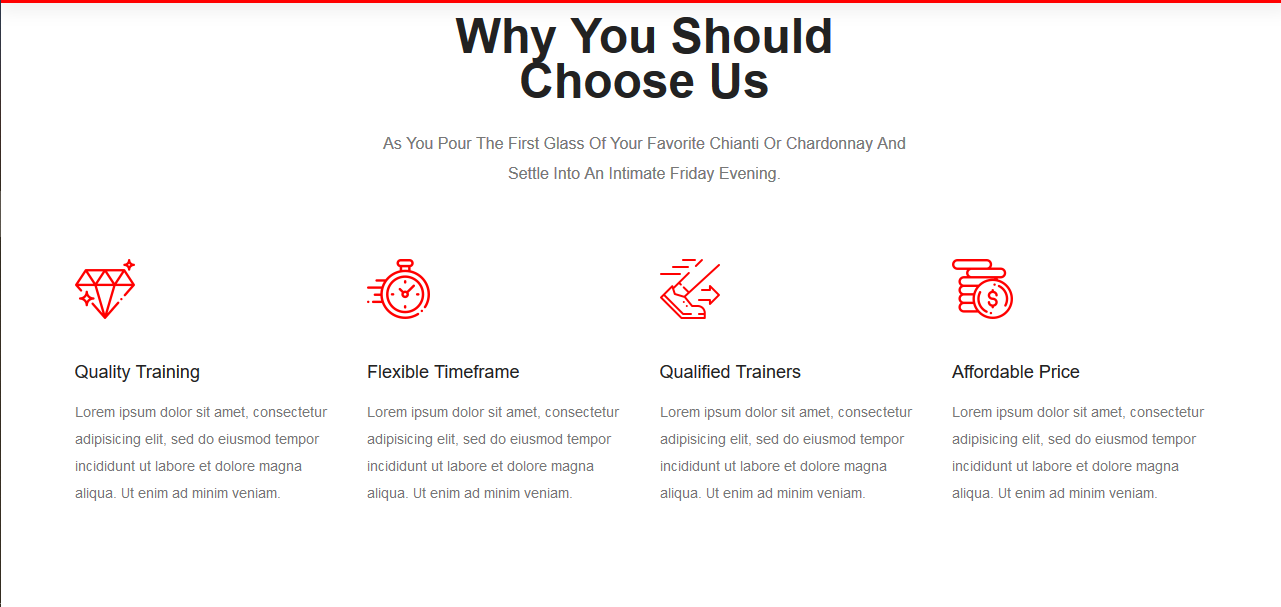 Why You Should
Choose Us
As You Pour The First Glass Of Your Favorite Chianti Or Chardonnay And
Settle Into An Intimate Friday Evening.
Quality Training
Lorem ipsum dolor sit amet, consectetur
adipisicing elit, sed do eiusmod tempor
incididunt ut labore et dolore magna
aliqua. Ut enim ad minim veniam.
Flexible Timeframe
Lorem ipsum dolor sit amet, consectetur
adipisicing elit, sed do eiusmod tempor
incididunt ut labore et dolore magna
aliqua. Ut enim ad minim veniam.
Qualified Trainers
Lorem ipsum dolor sit amet, consectetur
adipisicing elit, sed do eiusmod tempor
incididunt ut labore et dolore magna
aliqua. Ut enim ad minim veniam.
Affordable Price
Lorem ipsum dolor sit amet, consectetur
adipisicing elit, sed do eiusmod tempor
incididunt ut labore et dolore magna
aliqua. Ut enim ad minim veniam.